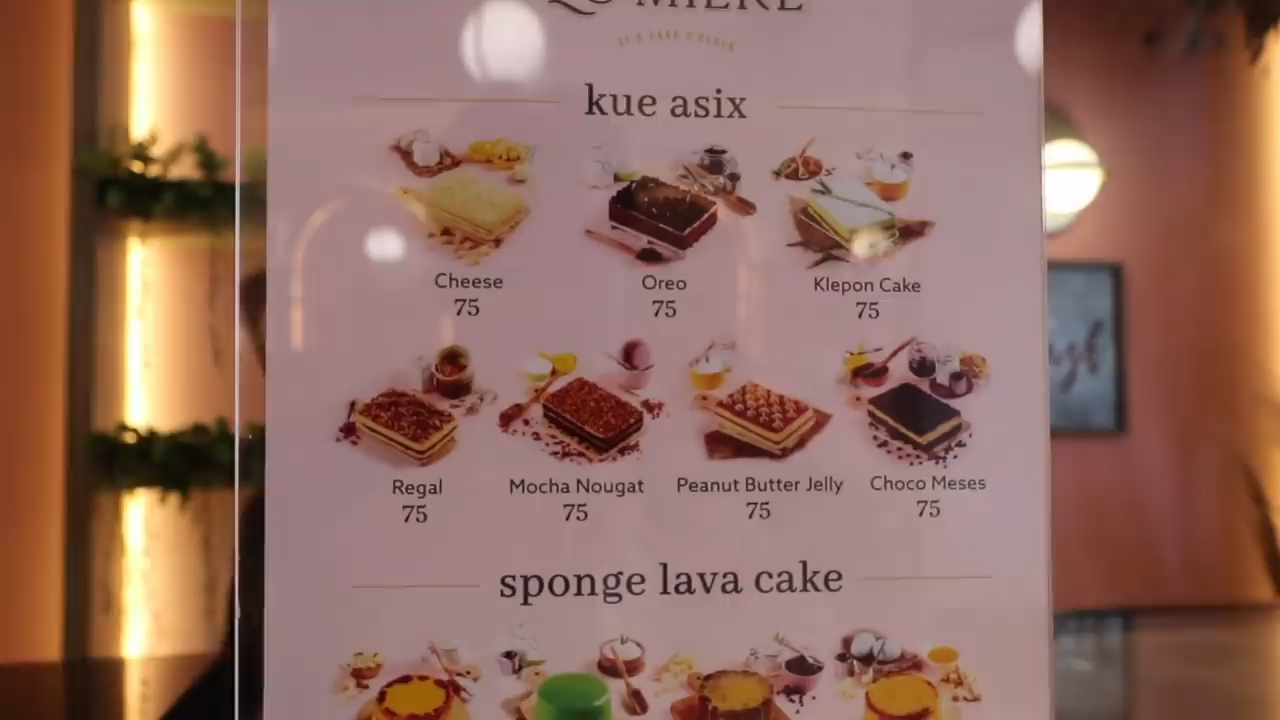 kue asix
Cheese Oreo Klepon Cake
75 75 75
Regal Mocha Nougat Peanut Butter Jelly Choco Meses
75 75 75 75
sponge lava cake